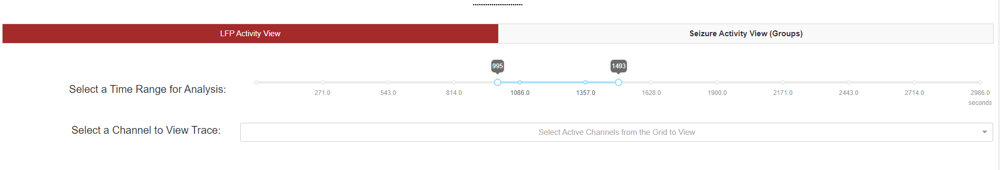 LFP Activity View
Seizure Activity View (Groups)
995
1493
Select a Time Range for Analysis:
271.0
543.0
814.0
1086.0
1357.0
1628.0
1900.0
2171.0
2443.0
2714.0
2986.0
seconds
Select a Channel to View Trace:
Select Active Channels from the Grid to View